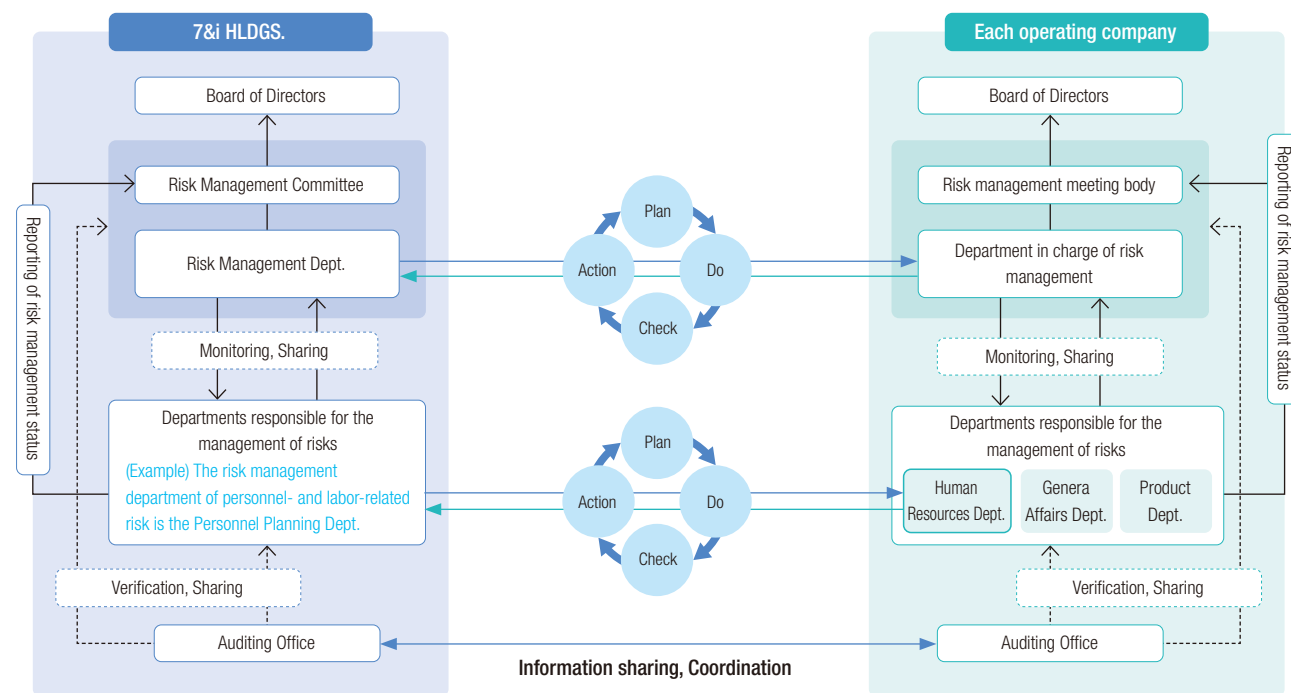 7&i HLDGS.
Board of Directors
Risk Management Committee
Risk Management Dept.
Monitoring, Sharing
Reporting of risk management status
Departments responsible for the
management of risks
(Example) The risk management
department of personnel- and labor-related
risk is the Personnel Planning Dept.
Verification, Sharing
Auditing Office
Plan
Do
Check
Action
Plan
Do
Check
Action
Information sharing, Coordination
Each operating company
Board of Directors
Risk management meeting body
Department in charge of risk
management
Monitoring, Sharing
Reporting of risk management status
Departments responsible for the
management of risks
Human
Resources Dept.
Genera
Affairs Dept.
Product
Dept.
Verification, Sharing
Auditing Office